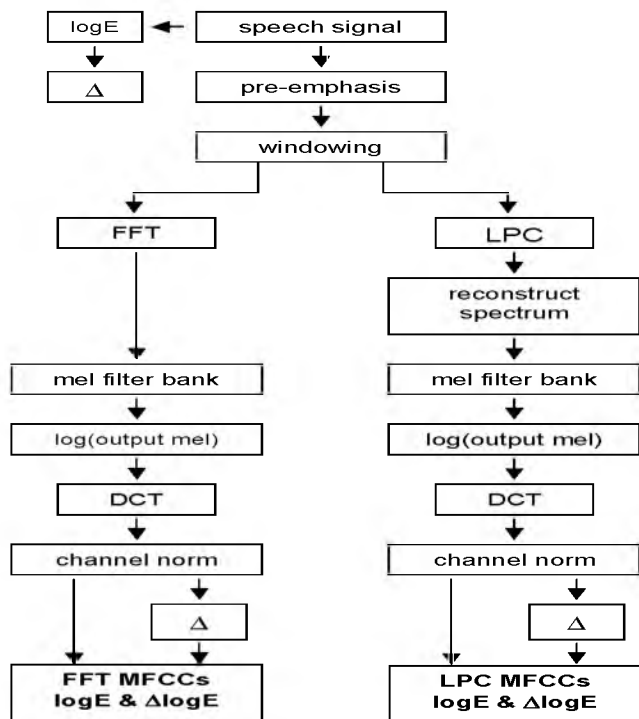 logE
speech signal
Δ
pre-emphasis
windowing
FFT
LPC
reconstruct
spectrum
mel filter bank
mel filter bank
log(output mel)
log(output mel)
DCT
DCT
channel norm
channel norm
Δ
Δ
FFT MFCCs
logE & ΔlogE
LPC MFCCs
logE & ΔlogE